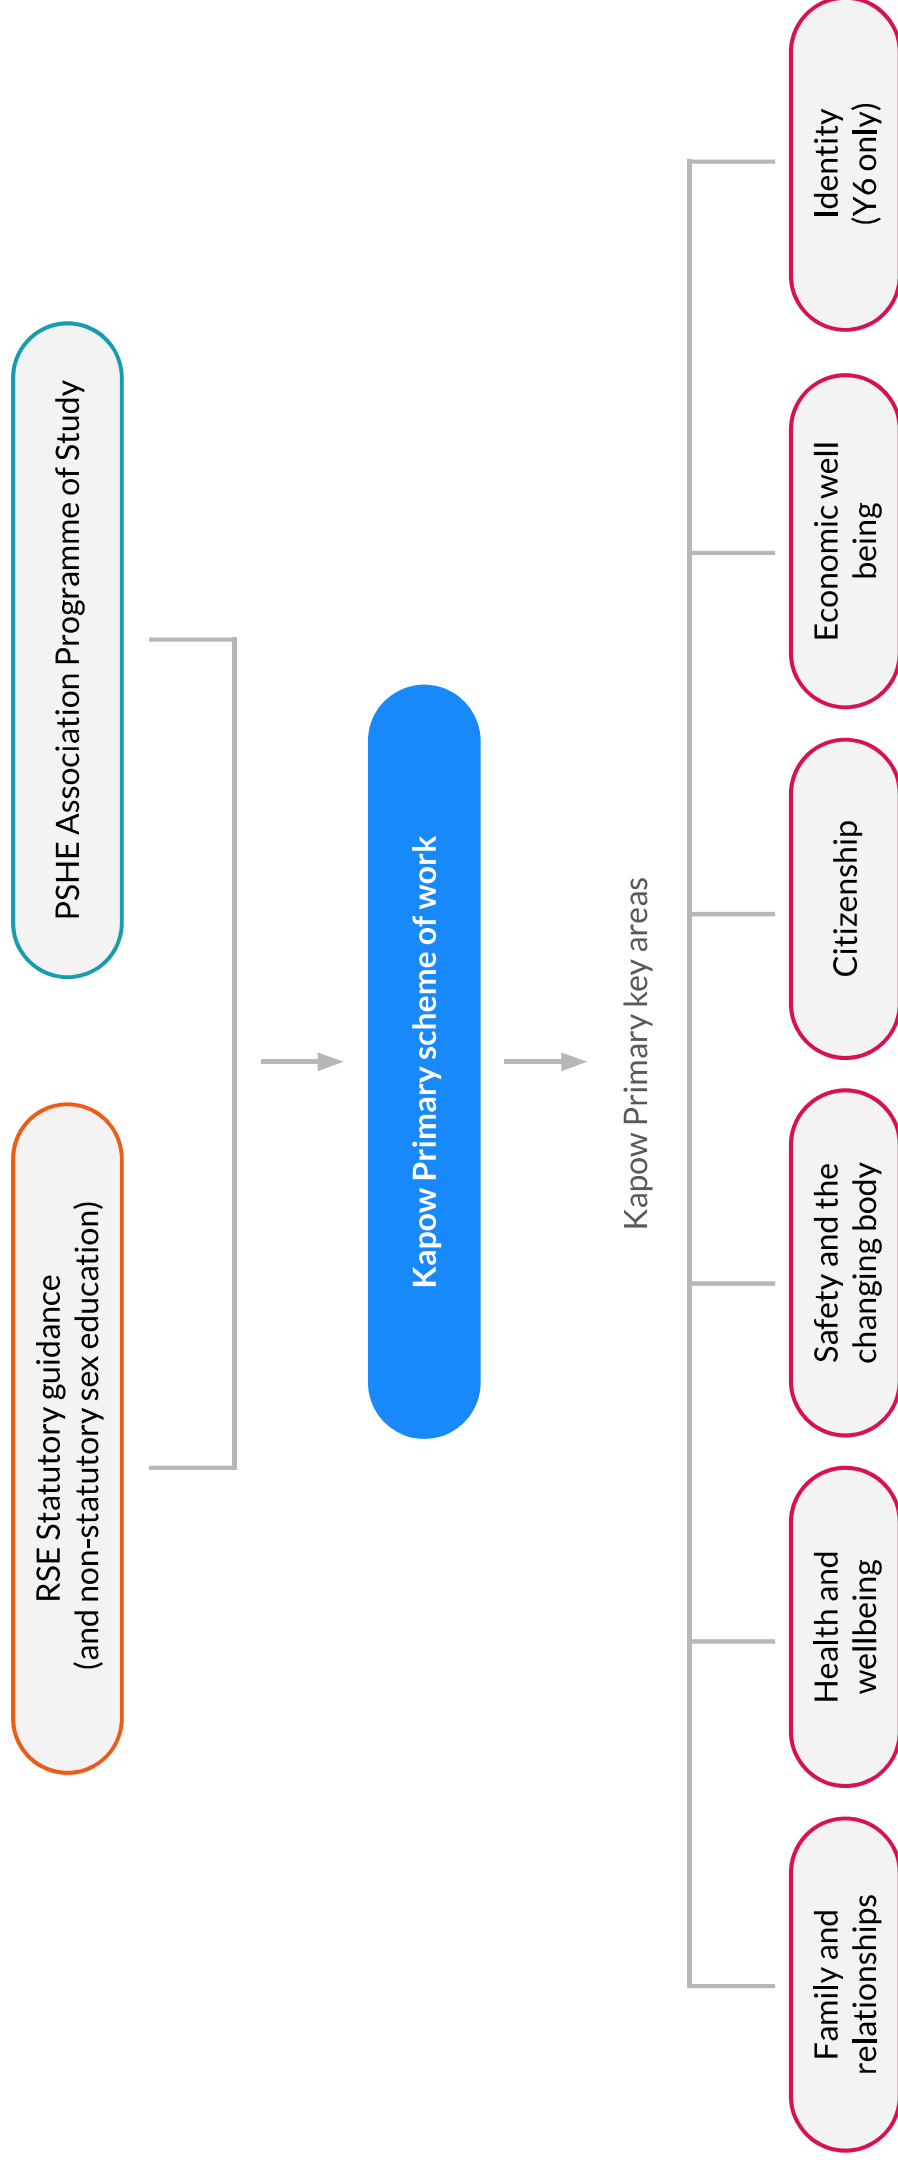 RSE Statutory guidance
(and non-statutory sex education)
PSHE Association Programme of Study
Kapow Primary scheme of work
Kapow Primary key areas
Family and
relationships
Health and
wellbeing
Safety and the
changing body
Citizenship
Economic well
being
Identity
(Y6 only)